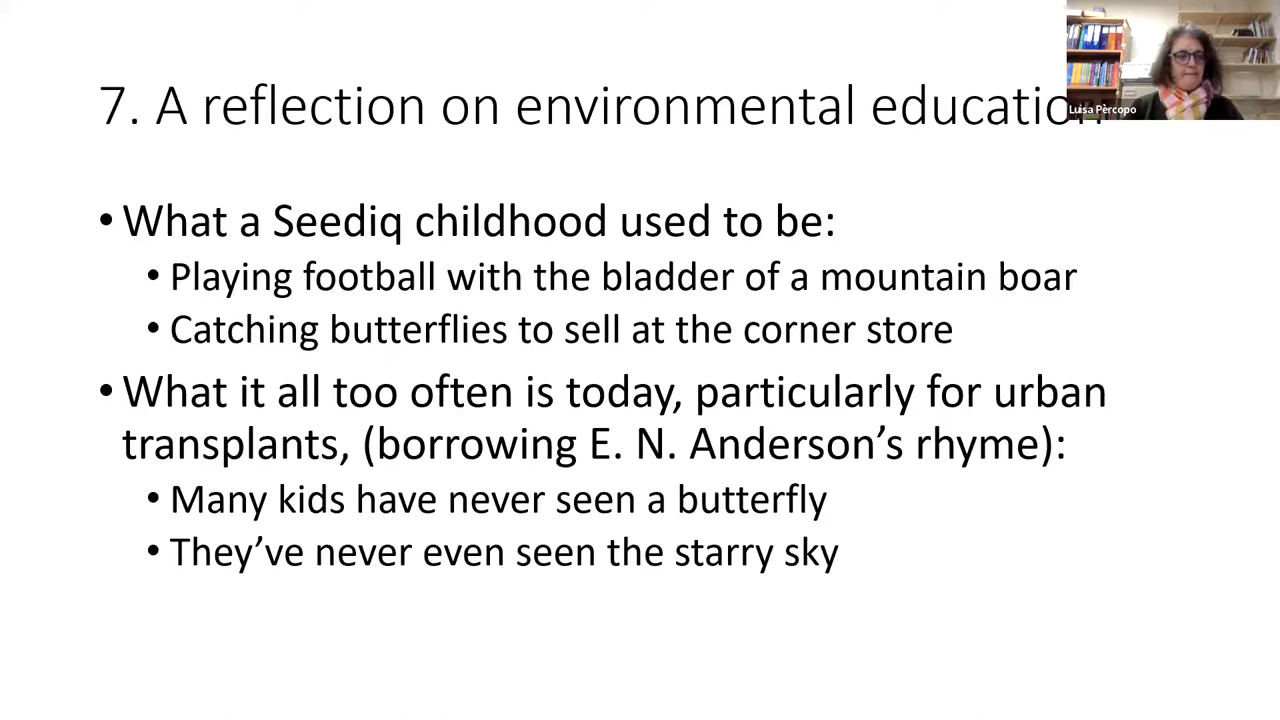 7. A reflection on environmental education
Luisa Pèrcopo
• What a Seediq childhood used to be:
• Playing football with the bladder of a mountain boar
• Catching butterflies to sell at the corner store
• What it all too often is today, particularly for urban
transplants, (borrowing E. N. Anderson’s rhyme):
• Many kids have never seen a butterfly
• They’ve never even seen the starry sky